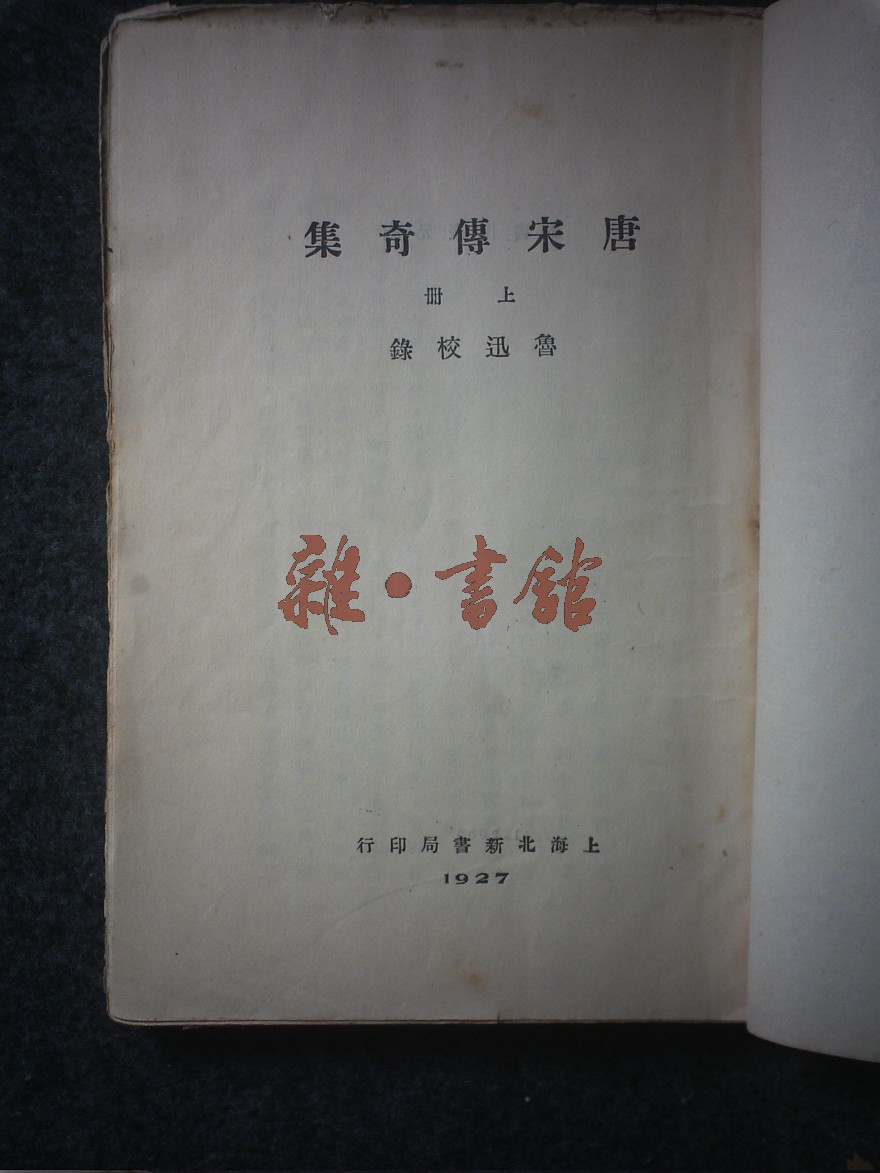 唐宋傳奇集
上册
魯迅校錄
雜·書館
上海北新書局印行
1927